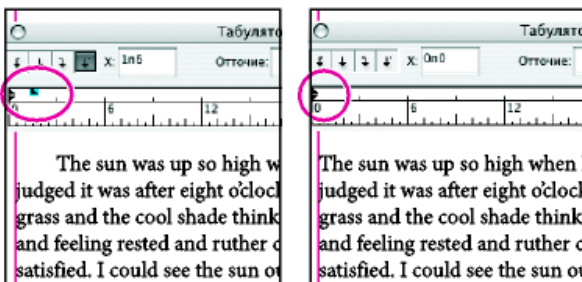 Табулято
X: 1п6
Отточие:
0 6 12
The sun was up so high w
judged it was after eight o'clock
grass and the cool shade think
and feeling rested and ruther c
satisfied. I could see the sun ou
Табулято
X: 0п0
Отточие:
0 6 12
The sun was up so high when
judged it was after eight o'clock
grass and the cool shade think
and feeling rested and ruther c
satisfied. I could see the sun ou